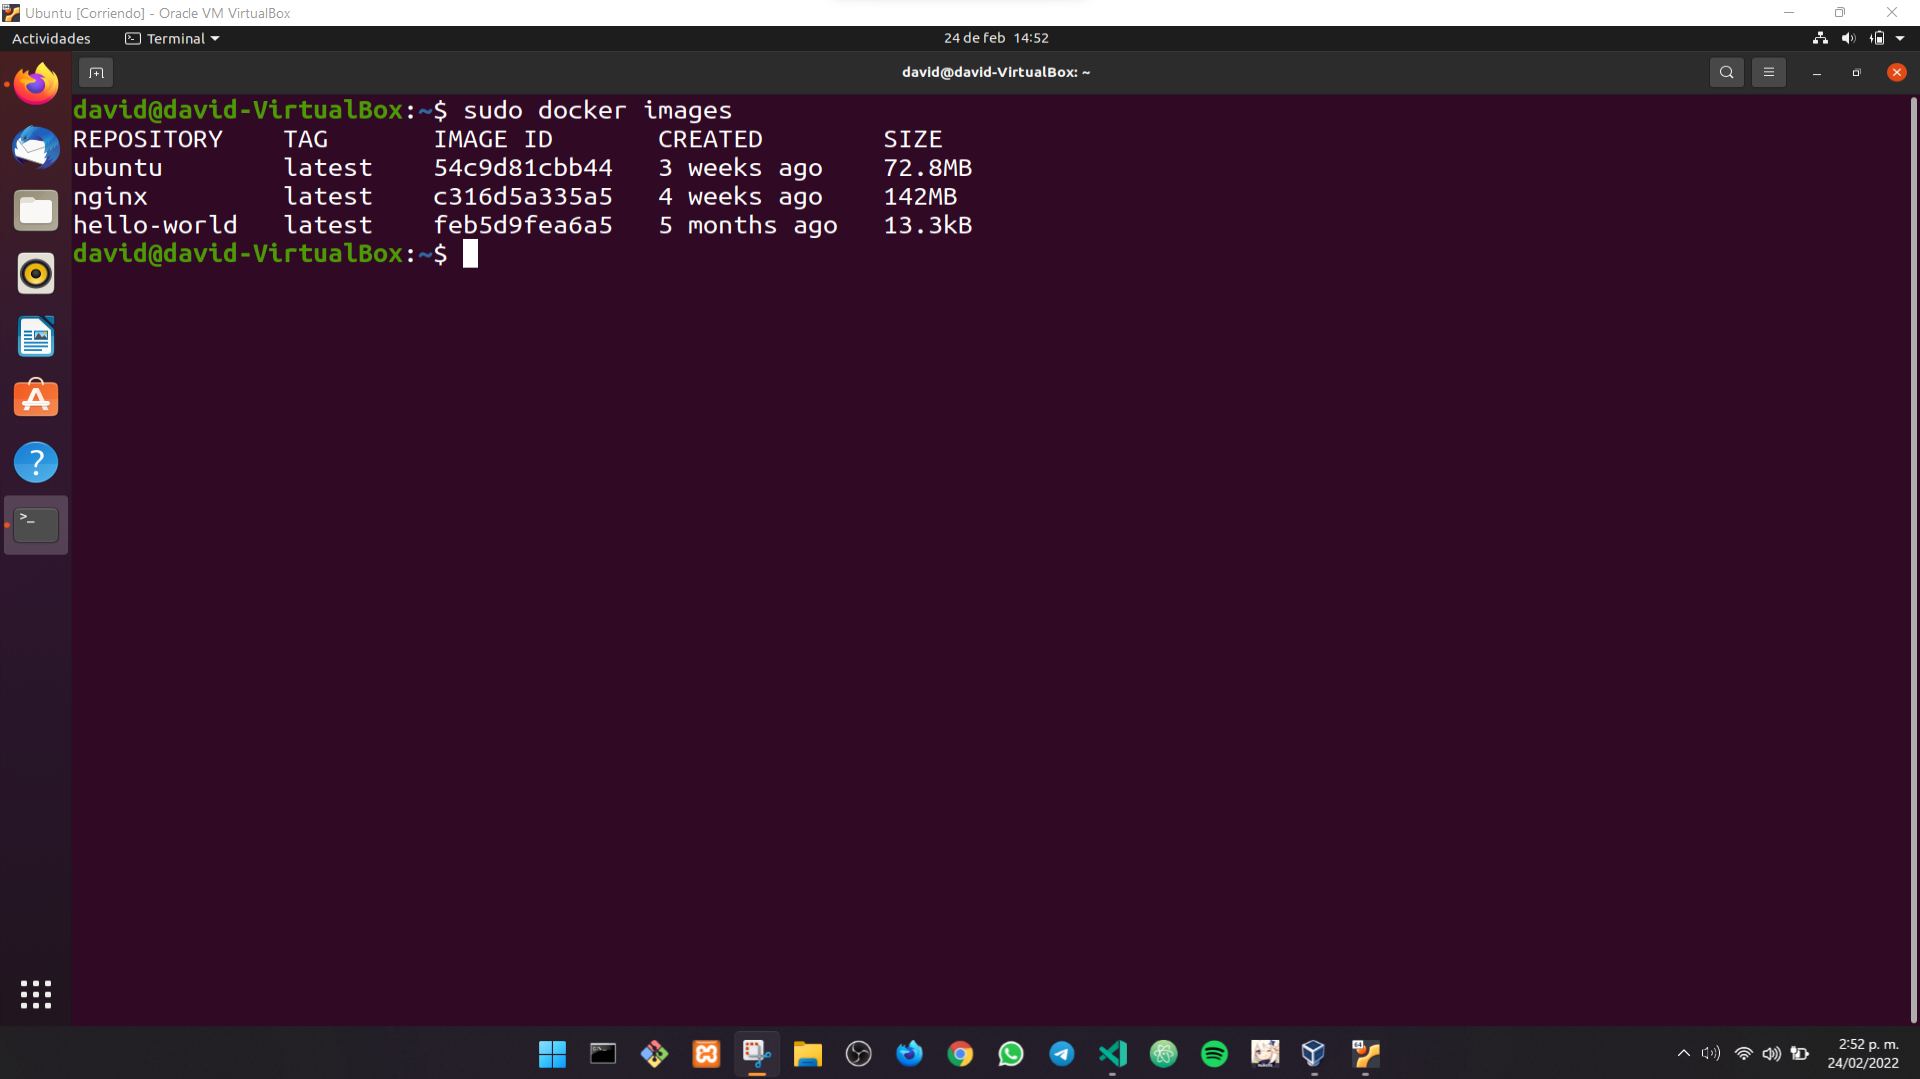 Ubuntu [Corriendo] - Oracle VM VirtualBox
Actividades Terminal 24 de feb 14:52
david@david-VirtualBox: ~
david@david-VirtualBox:~$ sudo docker images
REPOSITORY TAG IMAGE ID CREATED SIZE
ubuntu latest 54c9d81cbb44 3 weeks ago 72.8MB
nginx latest c316d5a335a5 4 weeks ago 142MB
hello-world latest feb5d9fea6a5 5 months ago 13.3kB
david@david-VirtualBox:~$
2:52 p. m.
24/02/2022